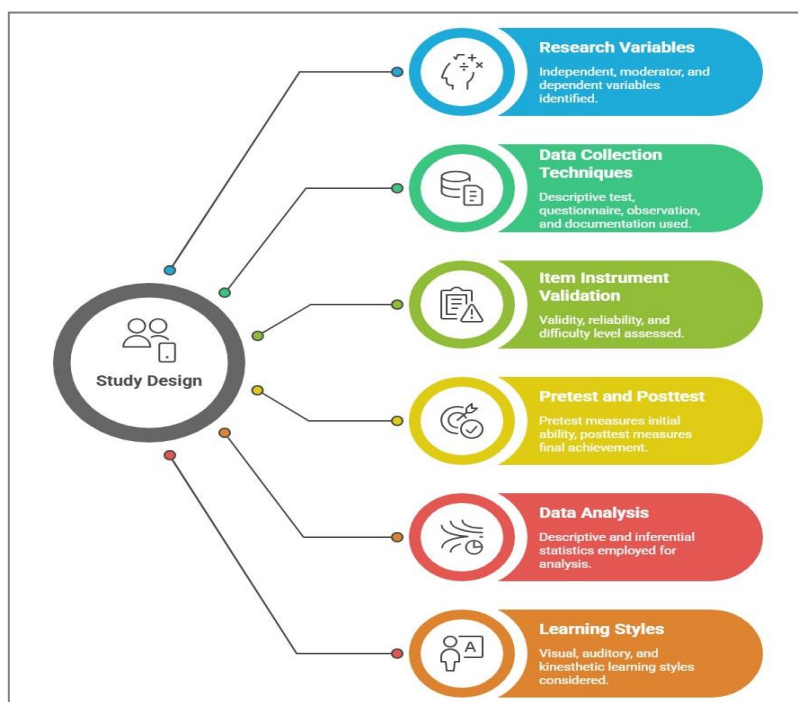 Research Variables
Independent, moderator, and
dependent variables
identified.
Data Collection
Techniques
Descriptive test,
questionnaire, observation,
and documentation used.
Item Instrument
Validation
Validity, reliability, and
difficulty level assessed.
Study Design
Pretest and Posttest
Pretest measures initial
ability, posttest measures
final achievement.
Data Analysis
Descriptive and inferential
statistics employed for
analysis.
Learning Styles
Visual, auditory, and
kinesthetic learning styles
considered.
A